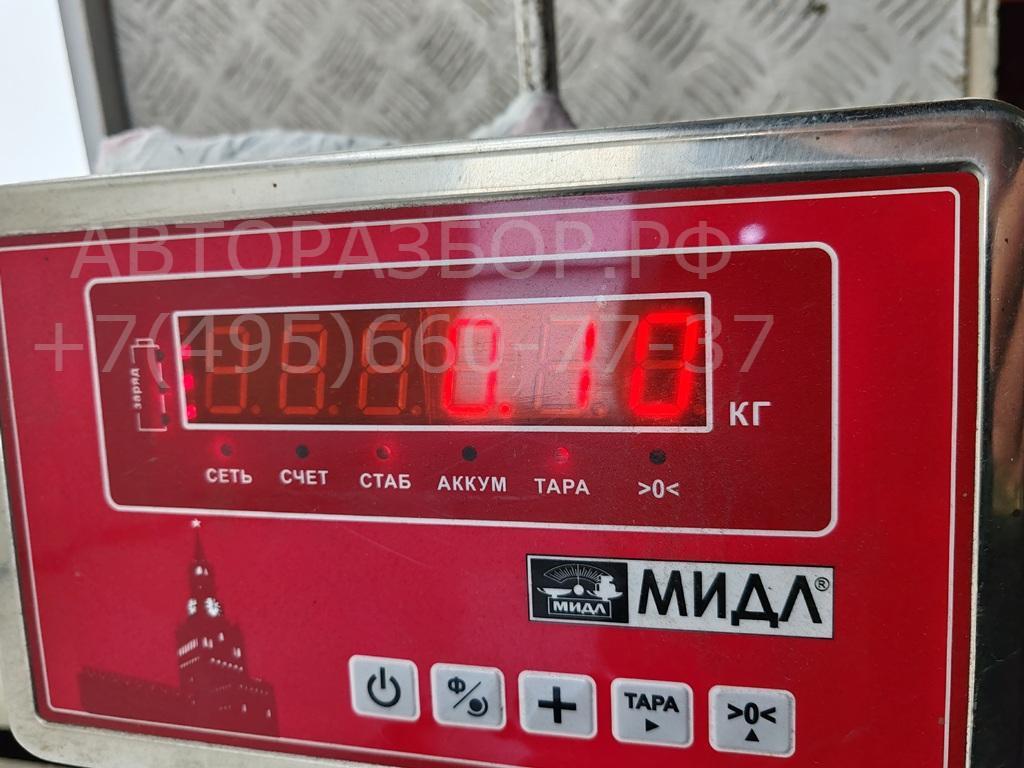 АВТОРАЗБОР.РФ
+7(495)660-77-37
заряд
0.10
КГ
СЕТЬ СЧЕТ СТАБ АККУМ ТАРА >0<
МИДЛ
МИДЛ®
Ф/ + ТАРА >0<